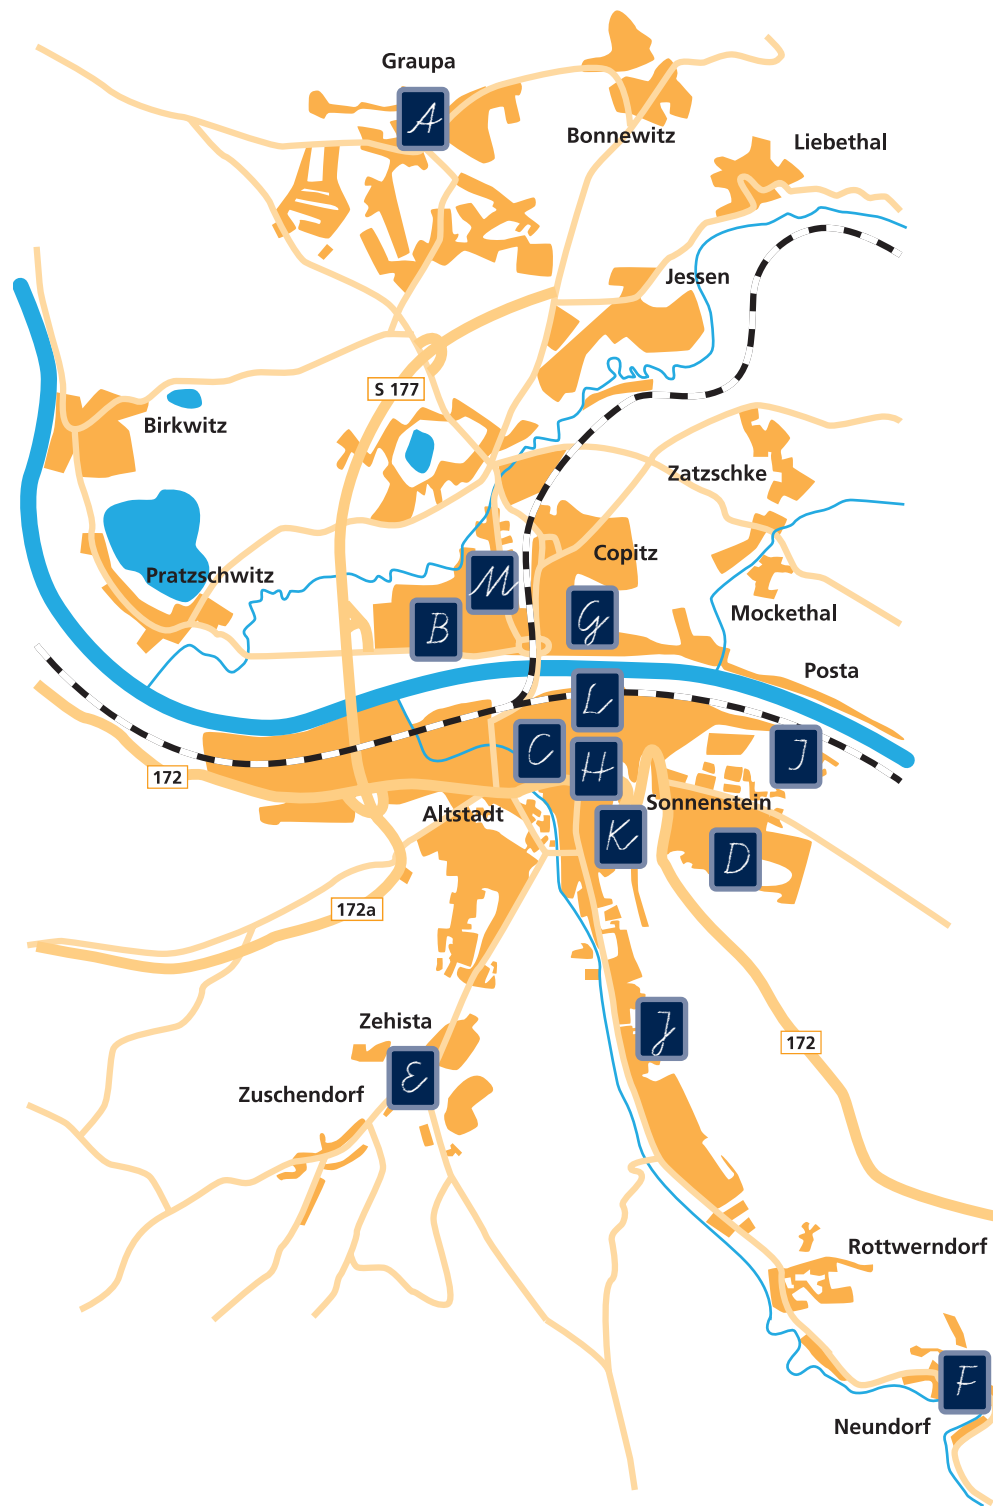 Graupa
A
Bonnewitz
Liebethal
Jessen
S 177
Birkwitz
Zatzschke
Copitz
Pratzschwitz
M
Mockethal
B
G
Posta
L
C
H
J
172
Sonnenstein
Altstadt
K
D
172a
Zehista
J
172
E
Zuschendorf
Rottwerndorf
F
Neundorf